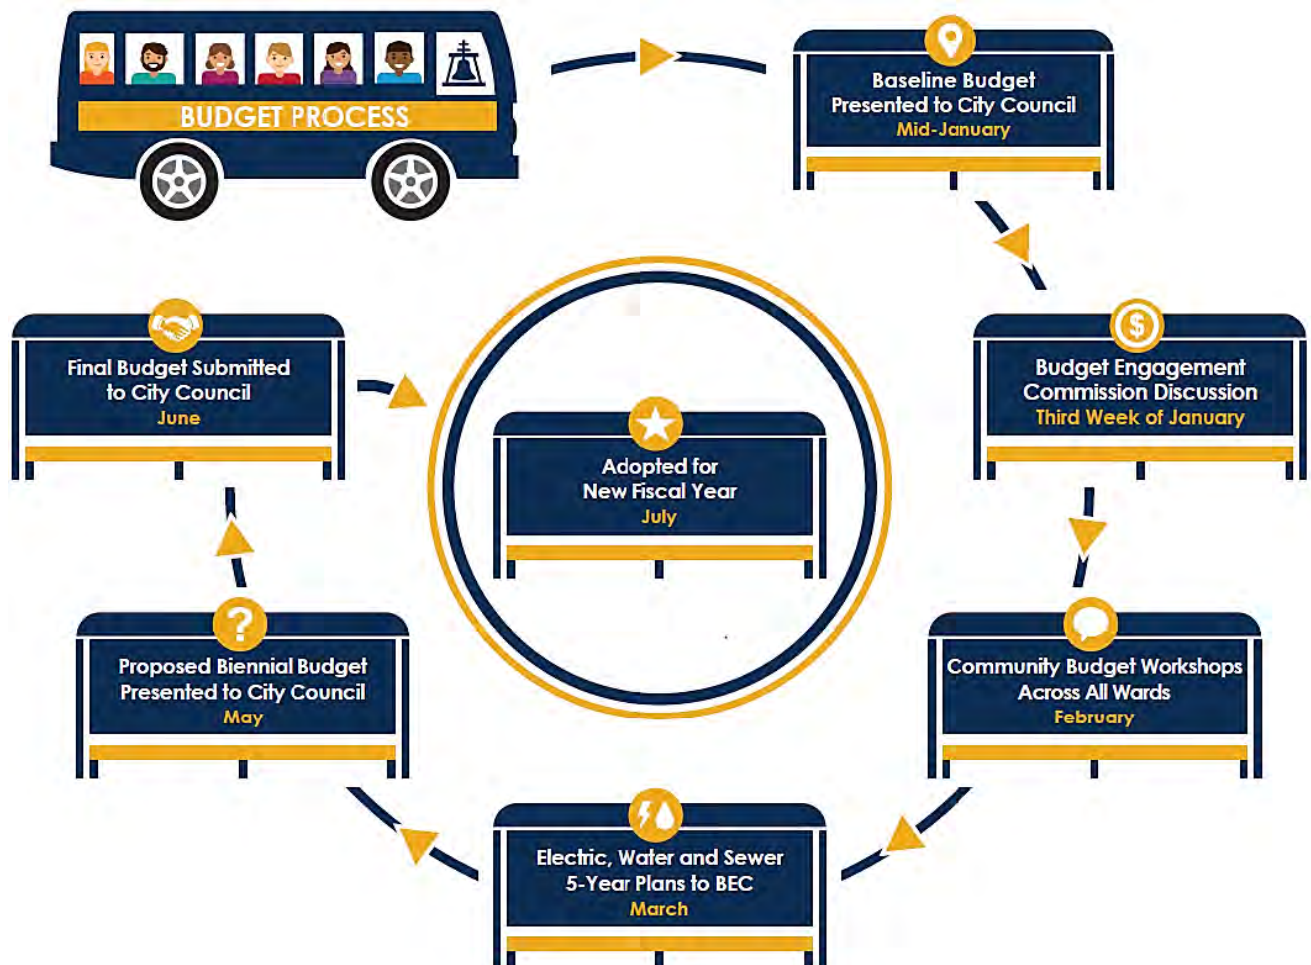 BUDGET PROCESS
Baseline Budget
Presented to City Council
Mid-January
Budget Engagement
Commission Discussion
Third Week of January
Community Budget Workshops
Across All Wards
February
Electric, Water and Sewer
5-Year Plans to BEC
March
Proposed Biennial Budget
Presented to City Council
May
Final Budget Submitted
to City Council
June
Adopted for
New Fiscal Year
July